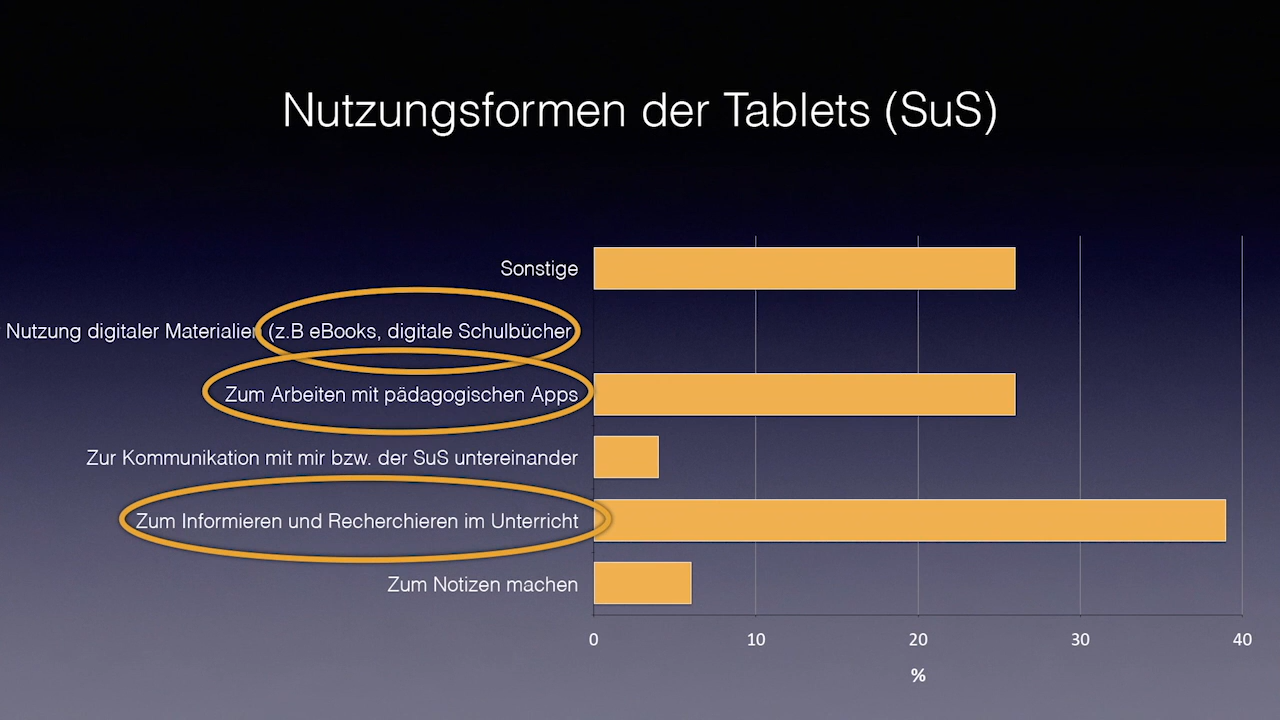 Nutzungsformen der Tablets (SuS)
Sonstige
Nutzung digitaler Materialien (z.B eBooks, digitale Schulbücher
Zum Arbeiten mit pädagogischen Apps
Zur Kommunikation mit mir bzw. der SuS untereinander
Zum Informieren und Recherchieren im Unterricht
Zum Notizen machen
0 10 20 30 40
%